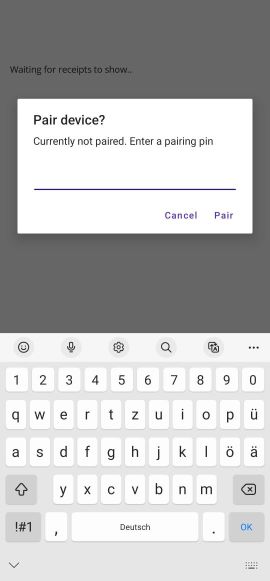 Waiting for receipts to show..
Pair device?
Currently not paired. Enter a pairing pin
Cancel Pair
1 2 3 4 5 6 7 8 9 0
q w e r t z u i o p ü
a s d f g h j k l ö ä
y x c v b n m
!#1 , Deutsch . OK